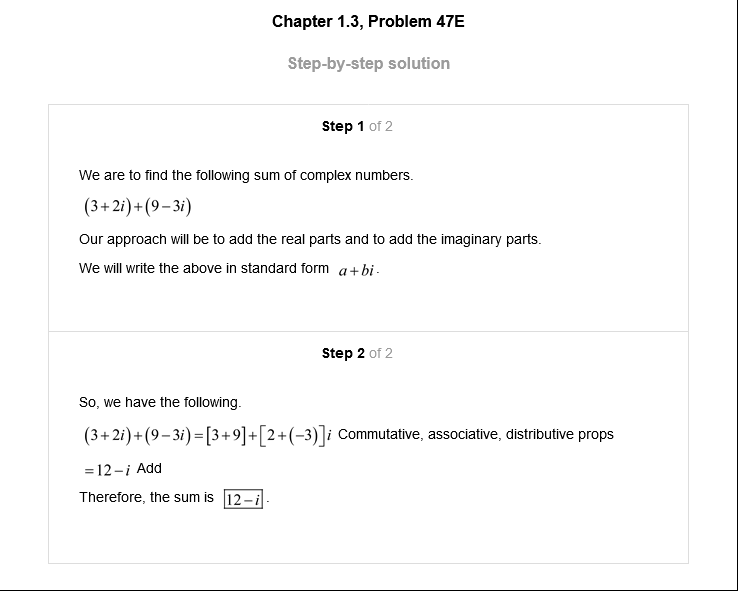 Chapter 1.3, Problem 47E
Step-by-step solution
Step 1 of 2
We are to find the following sum of complex numbers.
(3+2i)+(9−3i)
Our approach will be to add the real parts and to add the imaginary parts.
We will write the above in standard form a+bi.
Step 2 of 2
So, we have the following.
(3+2i)+(9−3i)=[3+9]+[2+(−3)]i Commutative, associative, distributive props
=12−i Add
Therefore, the sum is 12−i.